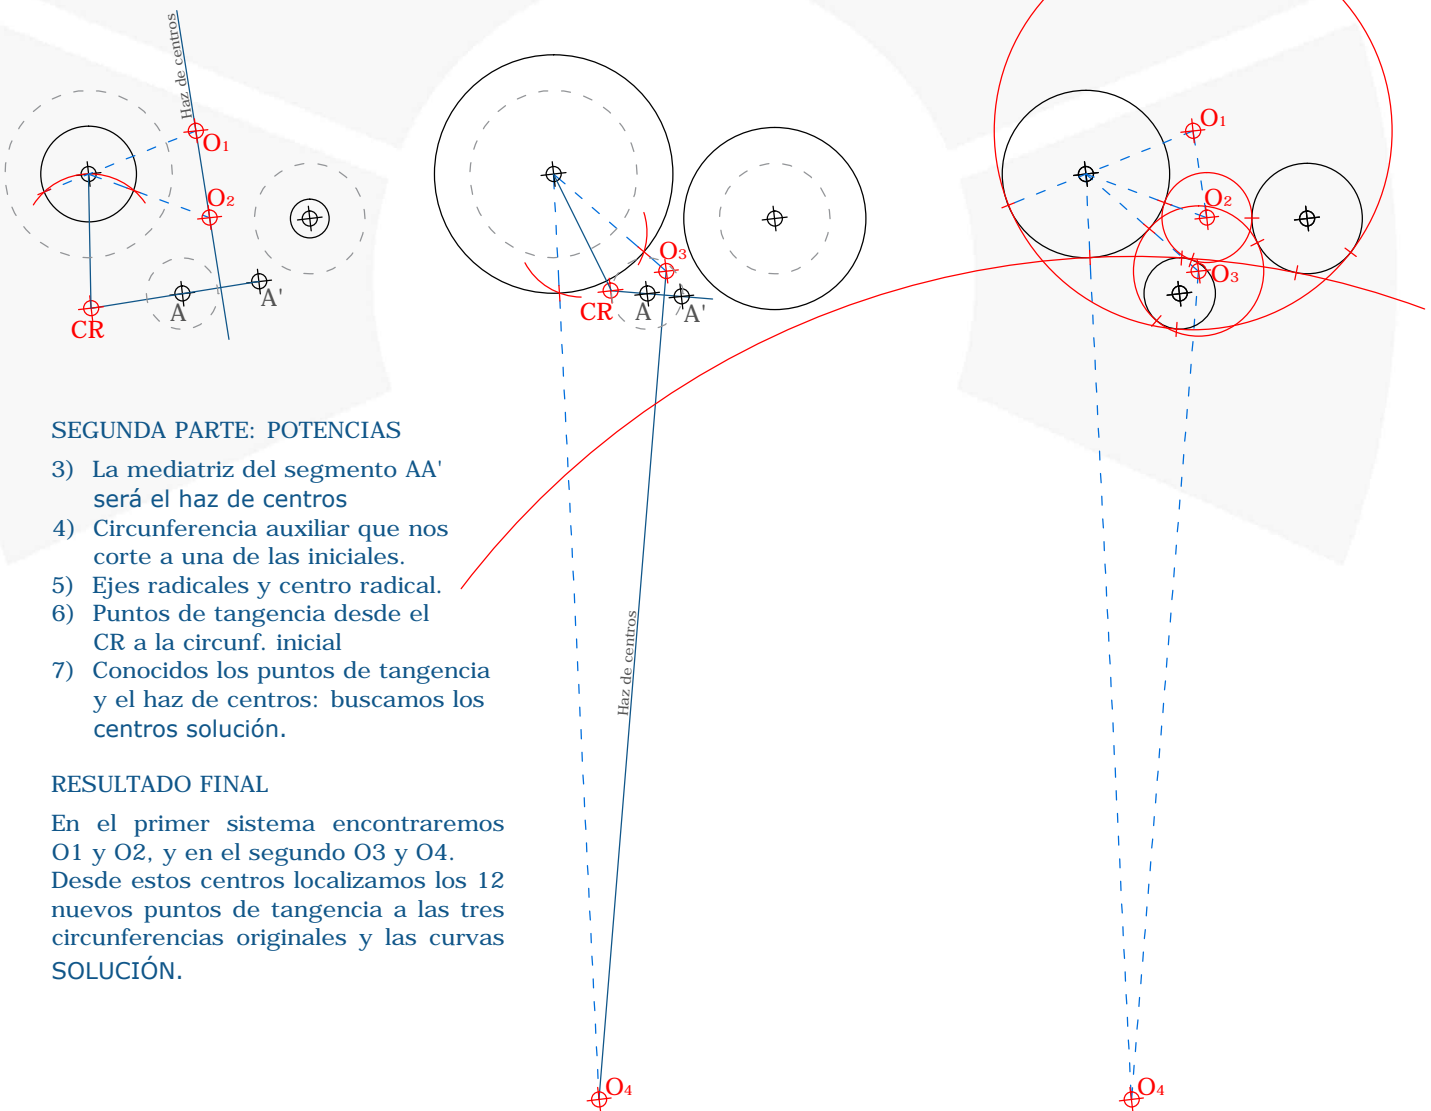 Haz de centros
O1
O2
CR
A
A'
O3
CR
A
A'
Haz de centros
O4
O1
O2
O3
O4
SEGUNDA PARTE: POTENCIAS
3) La mediatriz del segmento AA'
será el haz de centros
4) Circunferencia auxiliar que nos
corte a una de las iniciales.
5) Ejes radicales y centro radical.
6) Puntos de tangencia desde el
CR a la circunf. inicial
7) Conocidos los puntos de tangencia
y el haz de centros: buscamos los
centros solución.
RESULTADO FINAL
En el primer sistema encontraremos
O1 y O2, y en el segundo O3 y O4.
Desde estos centros localizamos los 12
nuevos puntos de tangencia a las tres
circunferencias originales y las curvas
SOLUCIÓN.